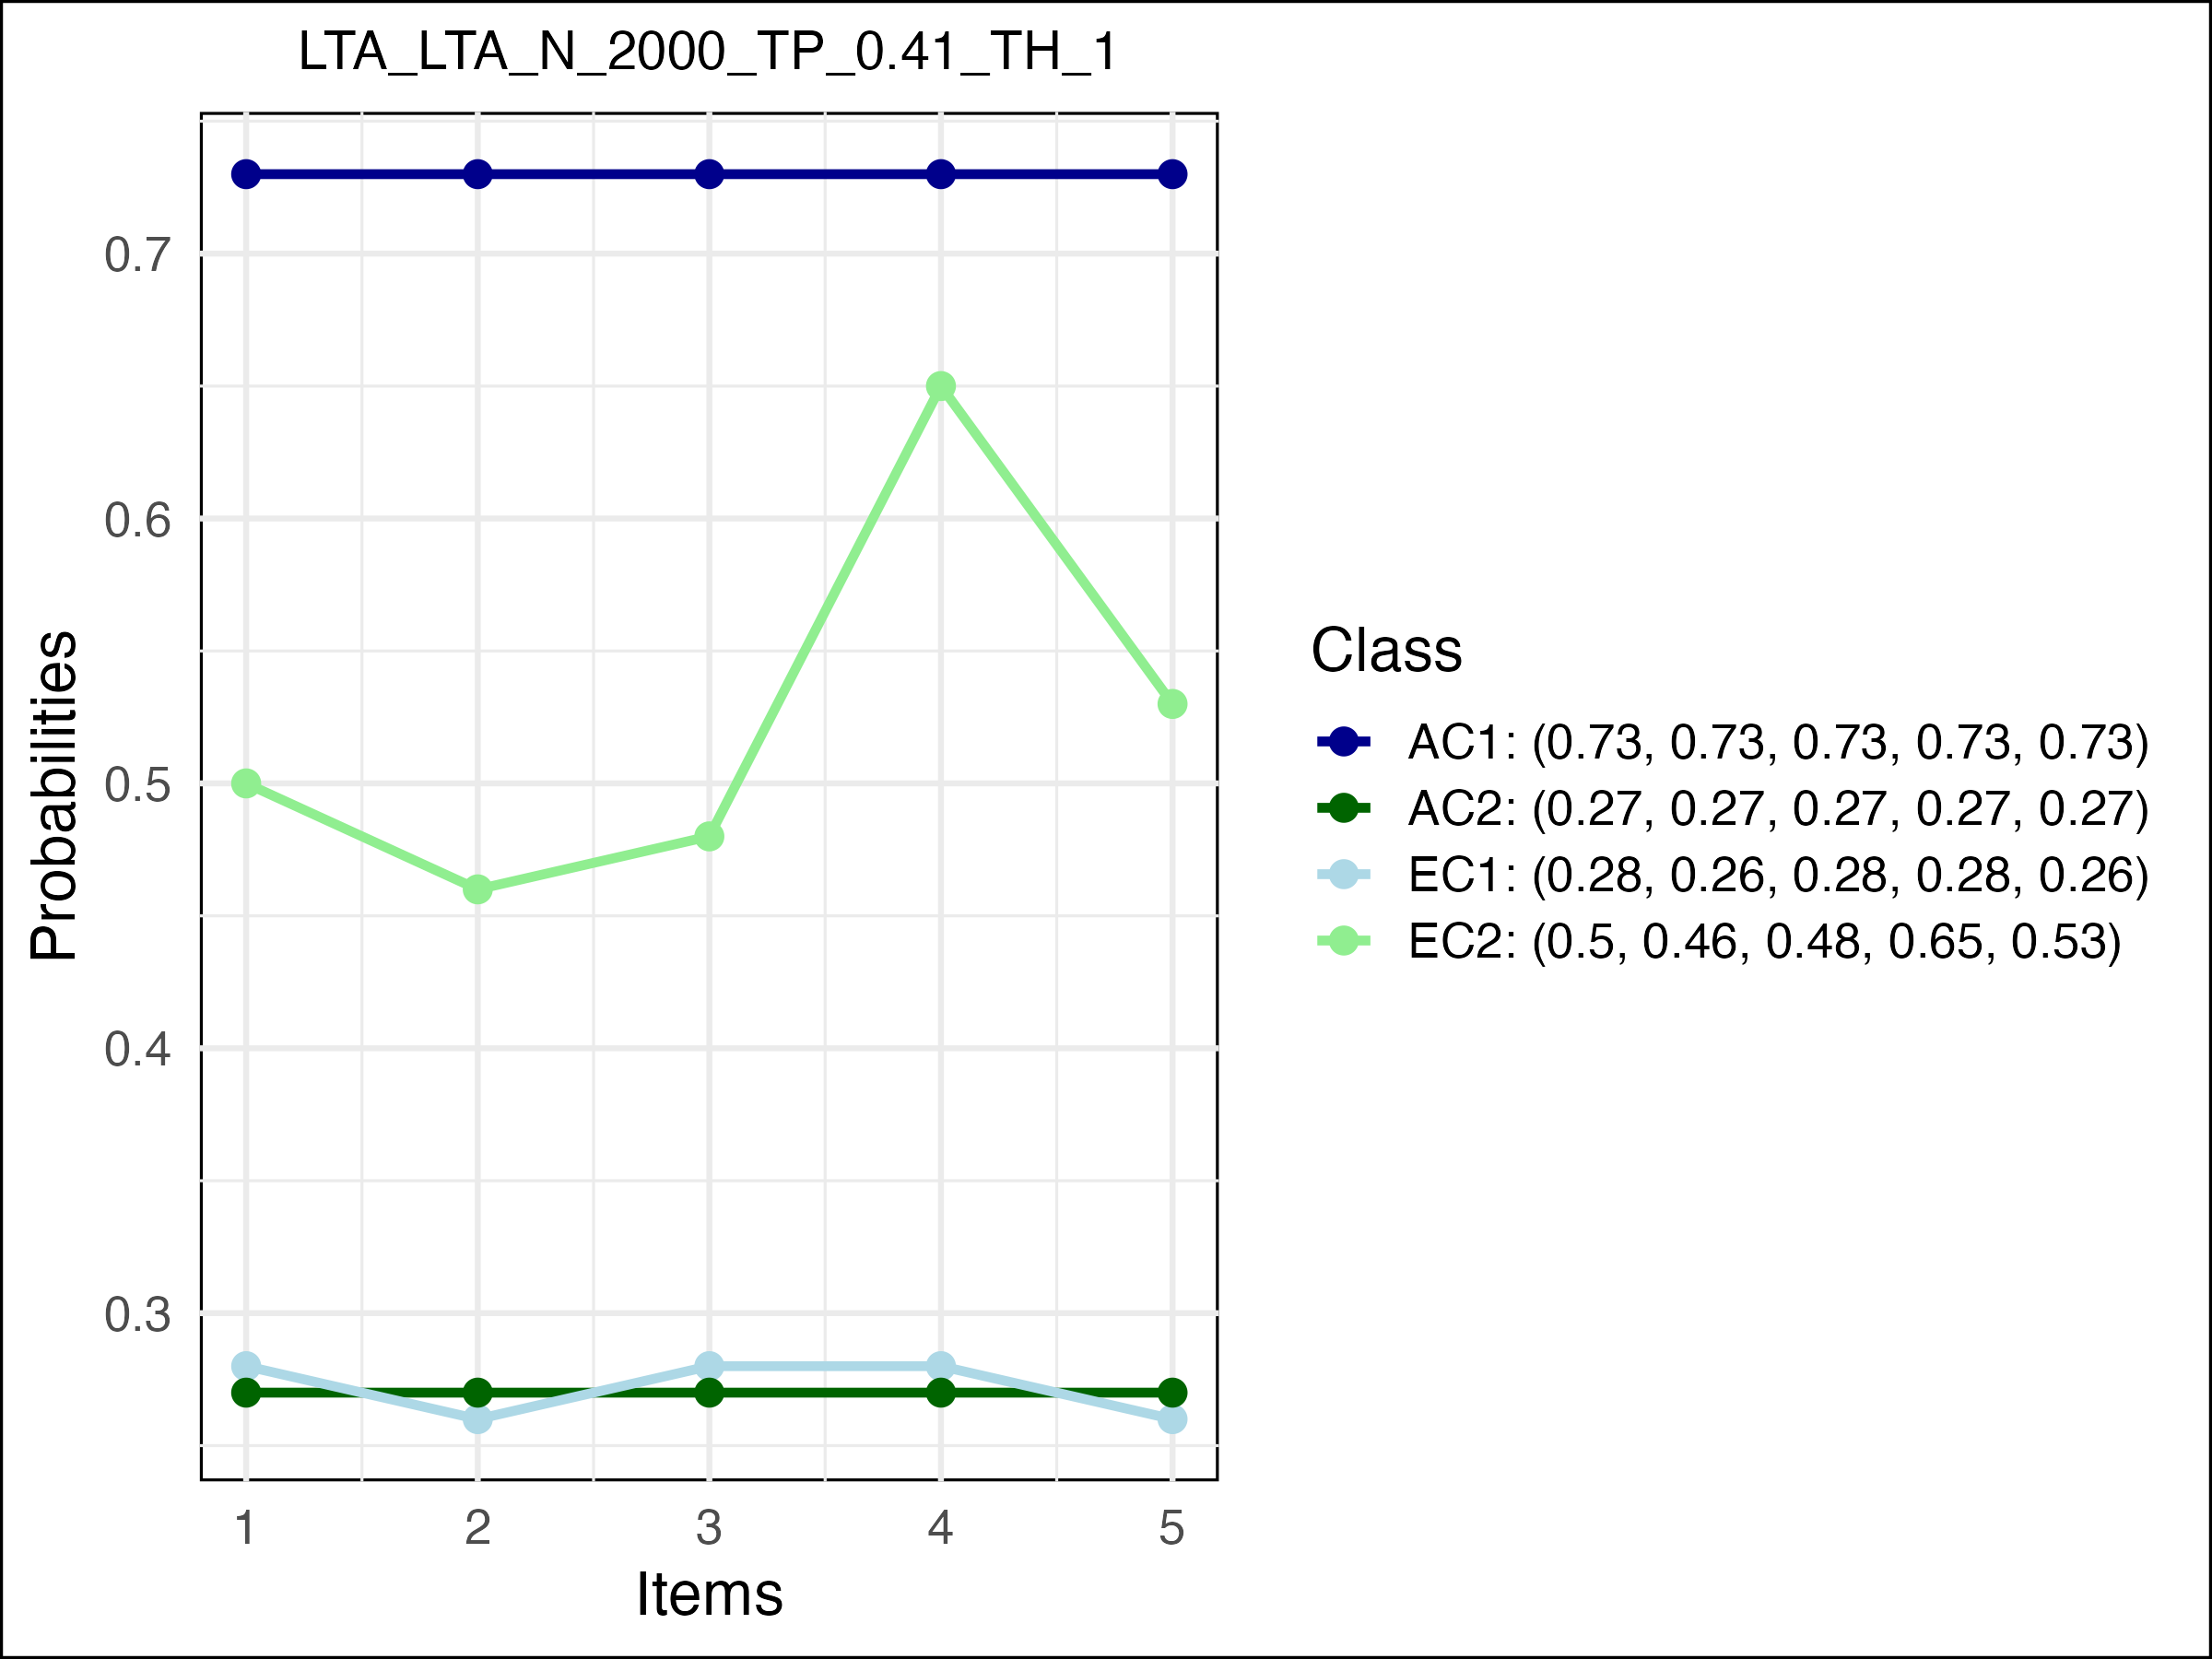 LTA_LTA_N_2000_TP_0.41_TH_1
Probabilities
0.7
0.6
0.5
0.4
0.3
1 2 3 4 5
Items
Class
AC1: (0.73, 0.73, 0.73, 0.73, 0.73)
AC2: (0.27, 0.27, 0.27, 0.27, 0.27)
EC1: (0.28, 0.26, 0.28, 0.28, 0.26)
EC2: (0.5, 0.46, 0.48, 0.65, 0.53)